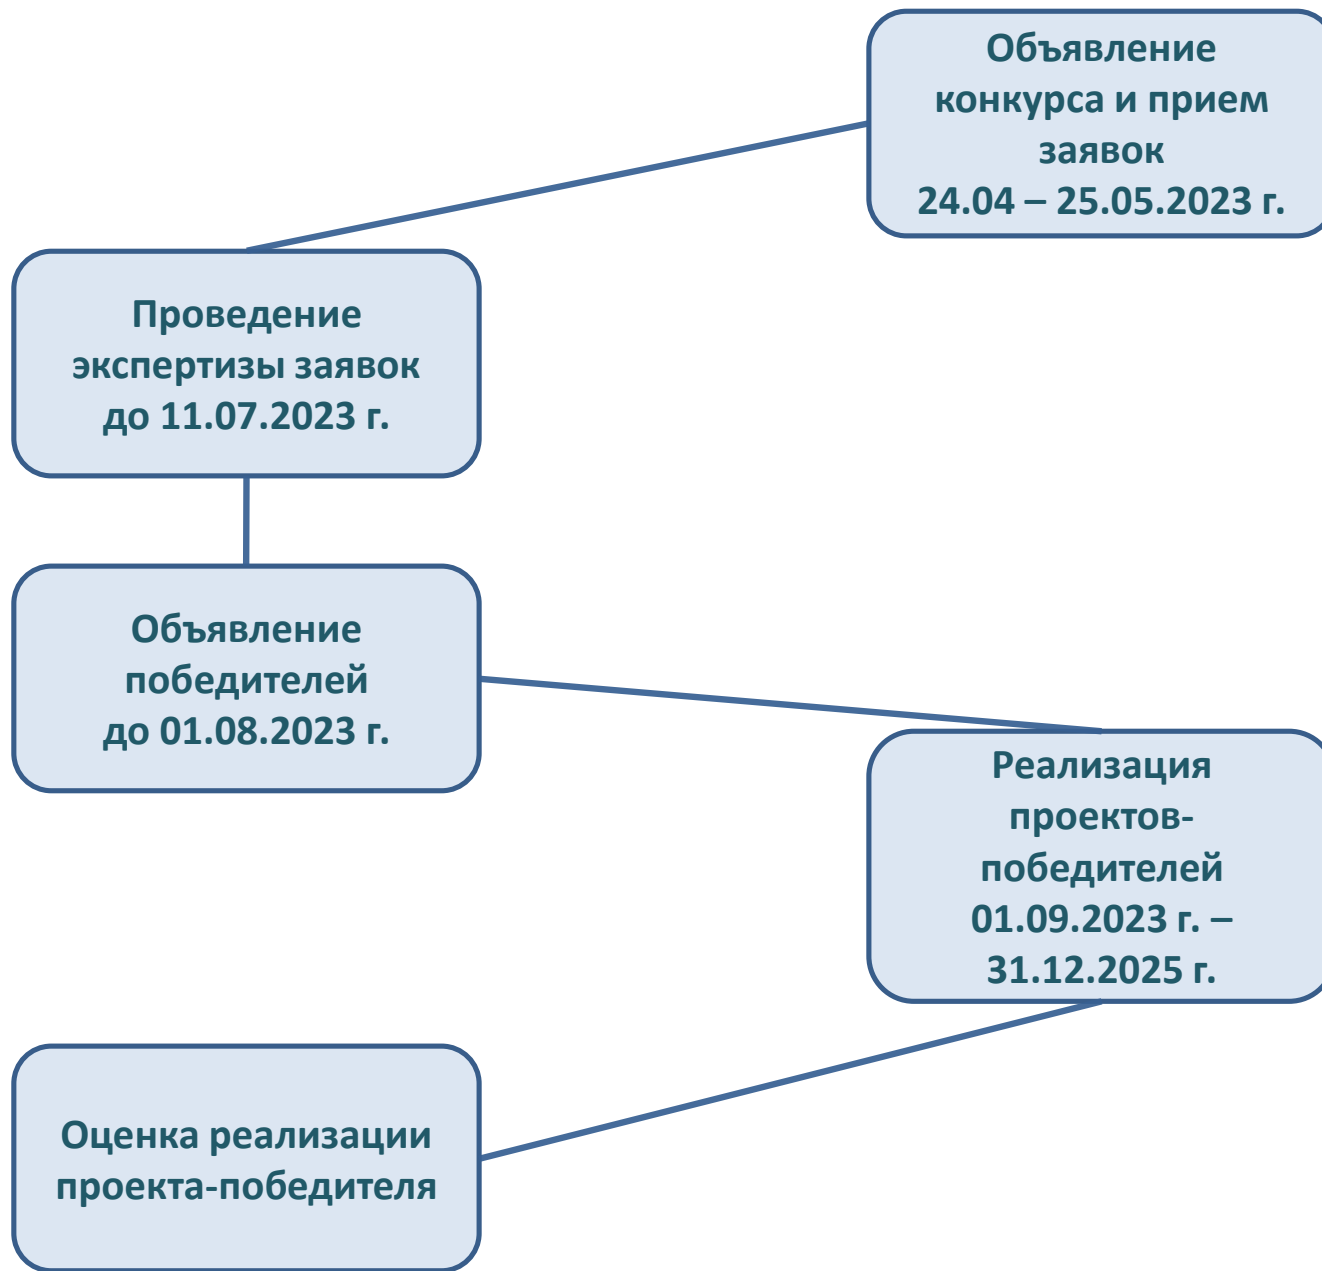 Объявление
конкурса и прием
заявок
24.04 – 25.05.2023 г.
Проведение
экспертизы заявок
до 11.07.2023 г.
Объявление
победителей
до 01.08.2023 г.
Реализация
проектов-
победителей
01.09.2023 г. –
31.12.2025 г.
Оценка реализации
проекта-победителя